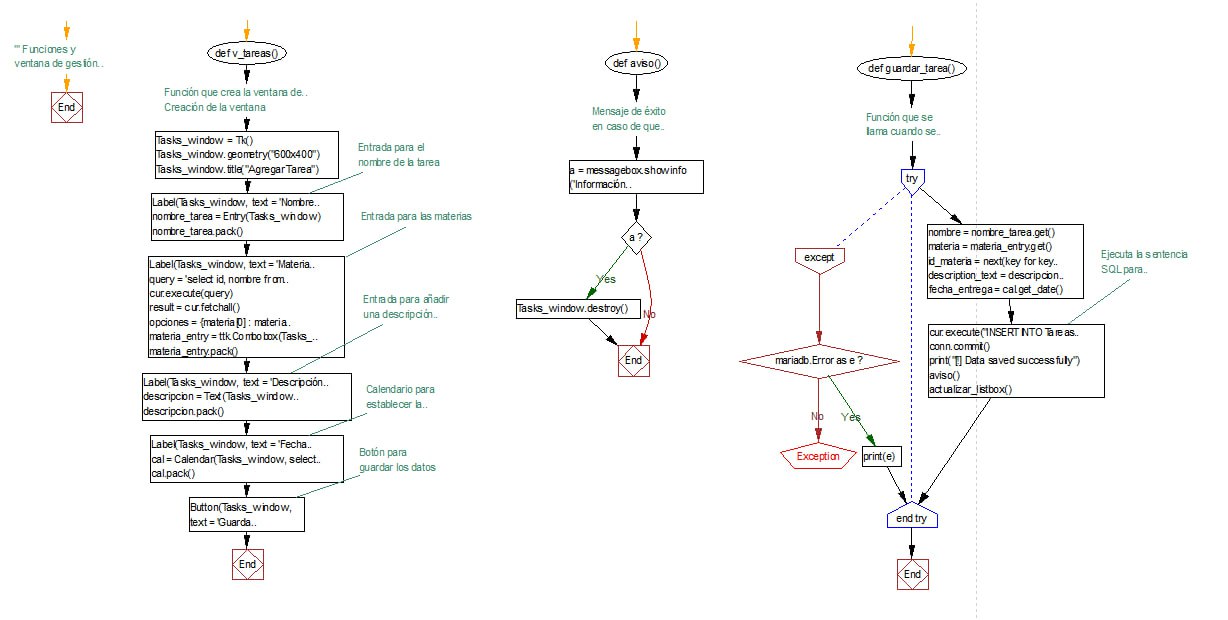 ''' Funciones y
ventana de gestión..
End
def v_tareas()
Función que crea la ventana de..
Creación de la ventana
Tasks_window = Tk()
Tasks_window.geometry("600x400")
Tasks_window.title("Agregar Tarea")
Entrada para el
nombre de la tarea
Label(Tasks_window, text = 'Nombre..
nombre_tarea = Entry(Tasks_window)
nombre_tarea.pack()
Entrada para las materias
Label(Tasks_window, text = 'Materia..
query = 'select id, nombre from..
cur.execute(query)
result = cur.fetchall()
opciones = {materia[0] : materia..
materia_entry = ttk.Combobox(Tasks_..
materia_entry.pack()
Entrada para añadir
una descripción..
Label(Tasks_window, text = 'Descripción..
descripcion = Text(Tasks_window..
descripcion.pack()
Calendario para
establecer la..
Label(Tasks_window, text = 'Fecha..
cal = Calendar(Tasks_window, select..
cal.pack()
Botón para
guardar los datos
Button(Tasks_window,
text = 'Guarda..
End
def aviso()
Mensaje de éxito
en caso de que..
a = messagebox.showinfo
('Información..
a ?
Yes
No
Tasks_window.destroy()
End
def guardar_tarea()
Función que se
llama cuando se..
try
except
nombre = nombre_tarea.get()
materia = materia_entry.get()
id_materia = next(key for key..
description_text = descripcion..
fecha_entrega = cal.get_date()
Ejecuta la sentencia
SQL para..
cur.execute("INSERT INTO Tareas..
conn.commit()
print("[!] Data saved successfully")
aviso()
actualizar_listbox()
mariadb.Error as e ?
No
Yes
Exception
print(e)
end try
End